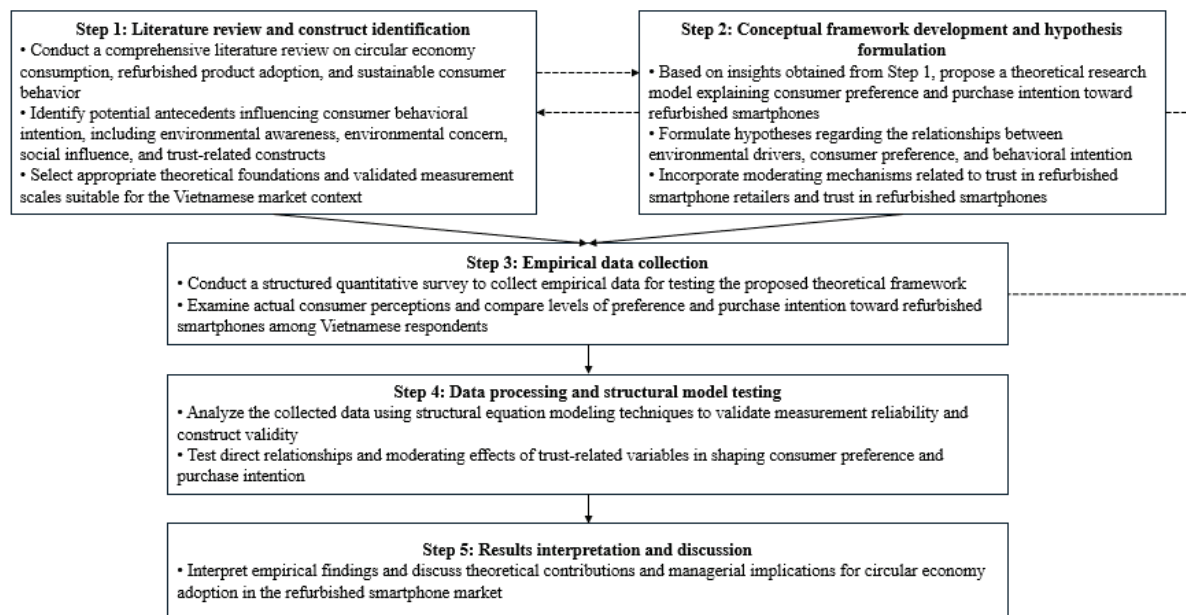 Step 1: Literature review and construct identification
• Conduct a comprehensive literature review on circular economy
consumption, refurbished product adoption, and sustainable consumer
behavior
• Identify potential antecedents influencing consumer behavioral
intention, including environmental awareness, environmental concern,
social influence, and trust-related constructs
• Select appropriate theoretical foundations and validated measurement
scales suitable for the Vietnamese market context
Step 2: Conceptual framework development and hypothesis
formulation
• Based on insights obtained from Step 1, propose a theoretical research
model explaining consumer preference and purchase intention toward
refurbished smartphones
• Formulate hypotheses regarding the relationships between
environmental drivers, consumer preference, and behavioral intention
• Incorporate moderating mechanisms related to trust in refurbished
smartphone retailers and trust in refurbished smartphones
Step 3: Empirical data collection
• Conduct a structured quantitative survey to collect empirical data for testing the proposed theoretical framework
• Examine actual consumer perceptions and compare levels of preference and purchase intention toward refurbished
smartphones among Vietnamese respondents
Step 4: Data processing and structural model testing
• Analyze the collected data using structural equation modeling techniques to validate measurement reliability and
construct validity
• Test direct relationships and moderating effects of trust-related variables in shaping consumer preference and
purchase intention
Step 5: Results interpretation and discussion
• Interpret empirical findings and discuss theoretical contributions and managerial implications for circular economy
adoption in the refurbished smartphone market